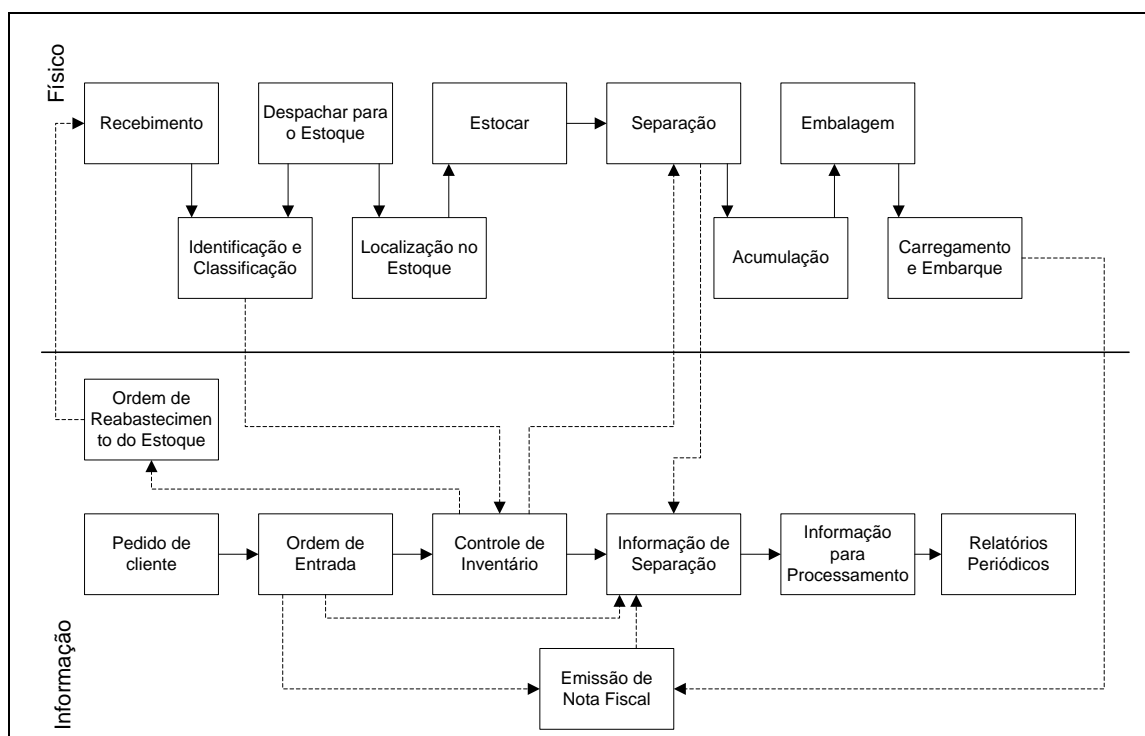 Físico
Recebimento
Despachar para
o Estoque
Estocar
Separação
Embalagem
Identificação e
Classificação
Localização no
Estoque
Acumulação
Carregamento
e Embarque
Ordem de
Reabastecimen
to do Estoque
Pedido de
cliente
Ordem de
Entrada
Controle de
Inventário
Informação de
Separação
Informação
para
Processamento
Relatórios
Periódicos
Emissão de
Nota Fiscal
Informação